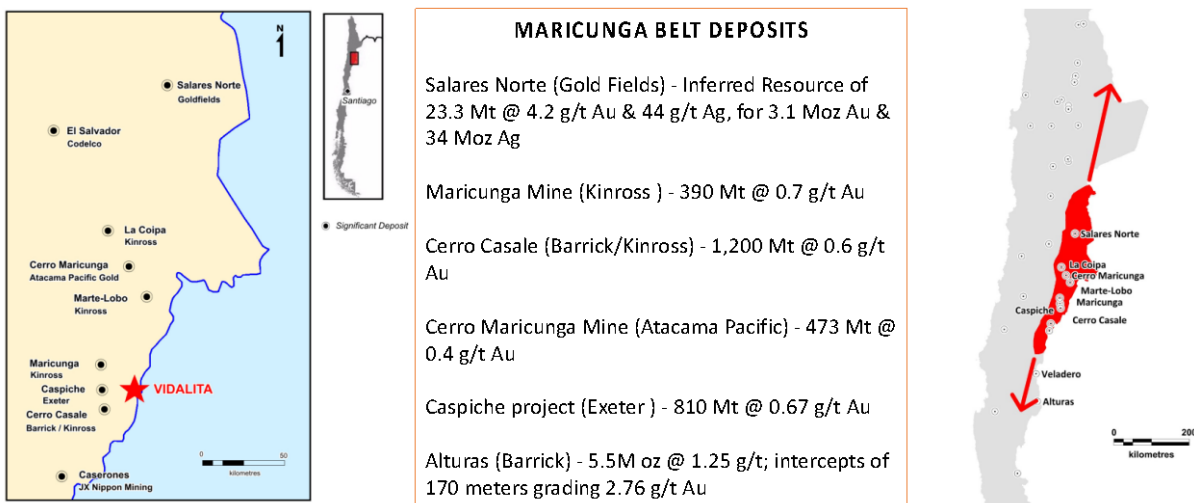 N
Salares Norte
Goldfields
El Salvador
Codelco
La Coipa
Kinross
Cerro Maricunga
Atacama Pacific Gold
Marte-Lobo
Kinross
Maricunga
Kinross
Caspiche
Exeter
VIDALITA
Cerro Casale
Barrick / Kinross
Caserones
JX Nippon Mining
0 50
kilometres
Santiago
Significant Deposit
MARICUNGA BELT DEPOSITS
Salares Norte (Gold Fields) - Inferred Resource of
23.3 Mt @ 4.2 g/t Au & 44 g/t Ag, for 3.1 Moz Au &
34 Moz Ag
Maricunga Mine (Kinross ) - 390 Mt @ 0.7 g/t Au
Cerro Casale (Barrick/Kinross) - 1,200 Mt @ 0.6 g/t
Au
Cerro Maricunga Mine (Atacama Pacific) - 473 Mt @
0.4 g/t Au
Caspiche project (Exeter ) - 810 Mt @ 0.67 g/t Au
Alturas (Barrick) - 5.5M oz @ 1.25 g/t; intercepts of
170 meters grading 2.76 g/t Au
Salares Norte
La Coipa
Cerro Maricunga
Marte-Lobo
Maricunga
Caspiche
Cerro Casale
Veladero
Alturas
0 200
kilometres